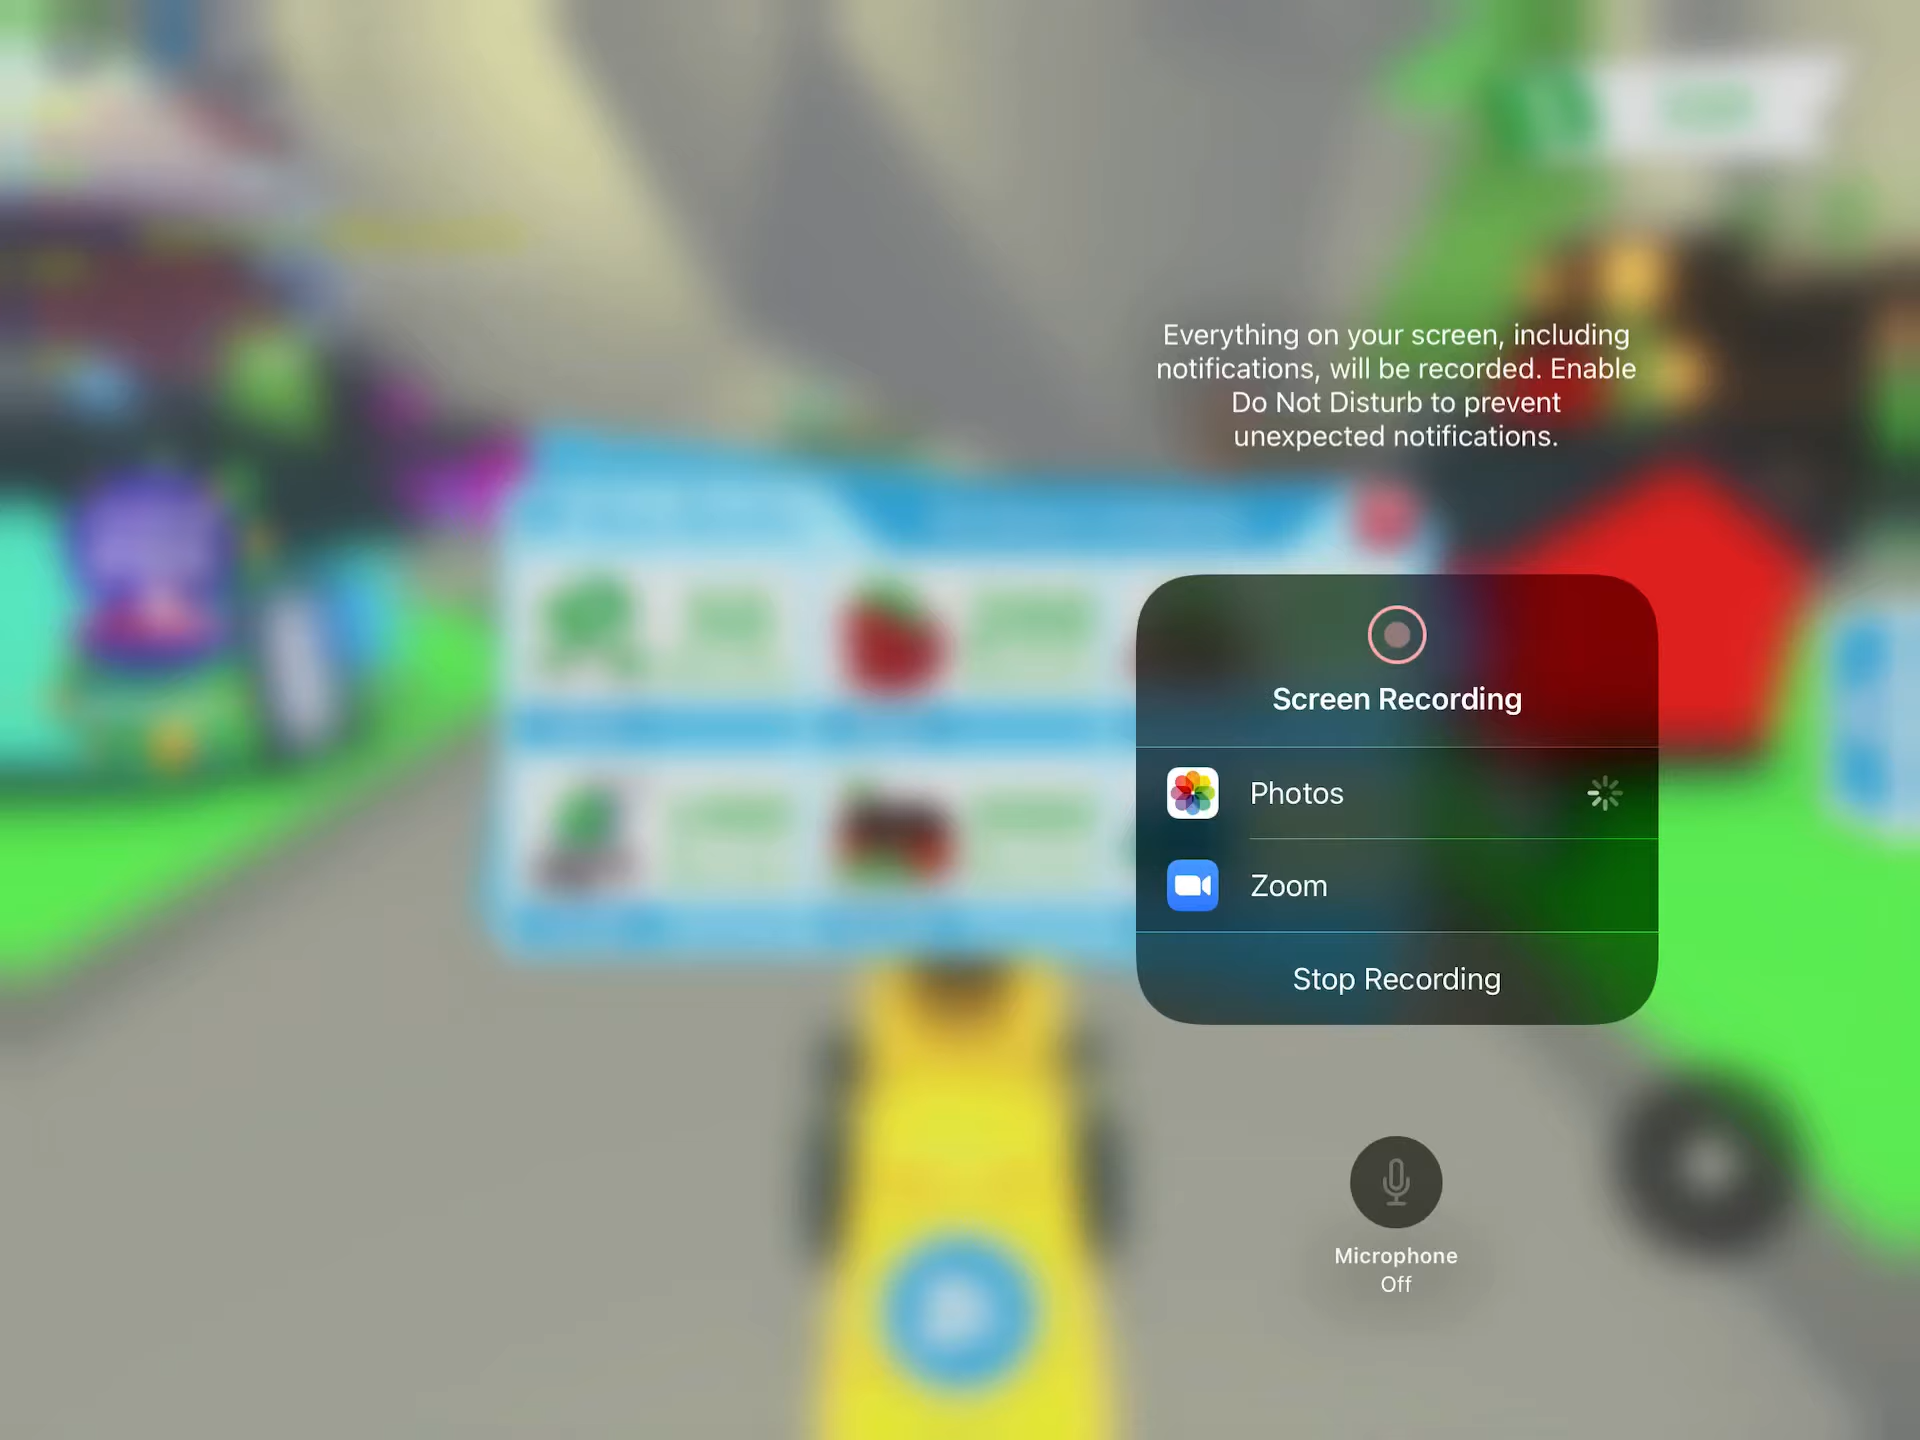 Everything on your screen, including
notifications, will be recorded. Enable
Do Not Disturb to prevent
unexpected notifications.
Screen Recording
Photos
Zoom
Stop Recording
Microphone
Off